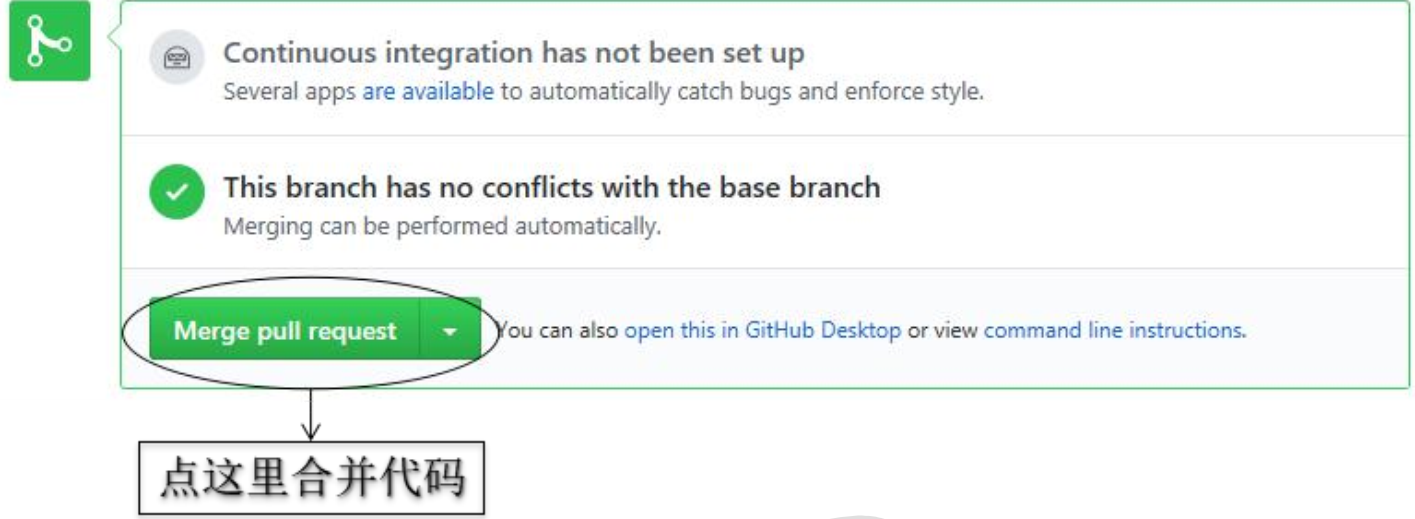 Continuous integration has not been set up
Several apps are available to automatically catch bugs and enforce style.
This branch has no conflicts with the base branch
Merging can be performed automatically.
Merge pull request You can also open this in GitHub Desktop or view command line instructions.
点这里合并代码